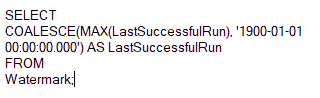 SELECT
COALESCE(MAX(LastSuccessfulRun), '1900-01-01
00:00:00.000') AS LastSuccessfulRun
FROM
Watermark;